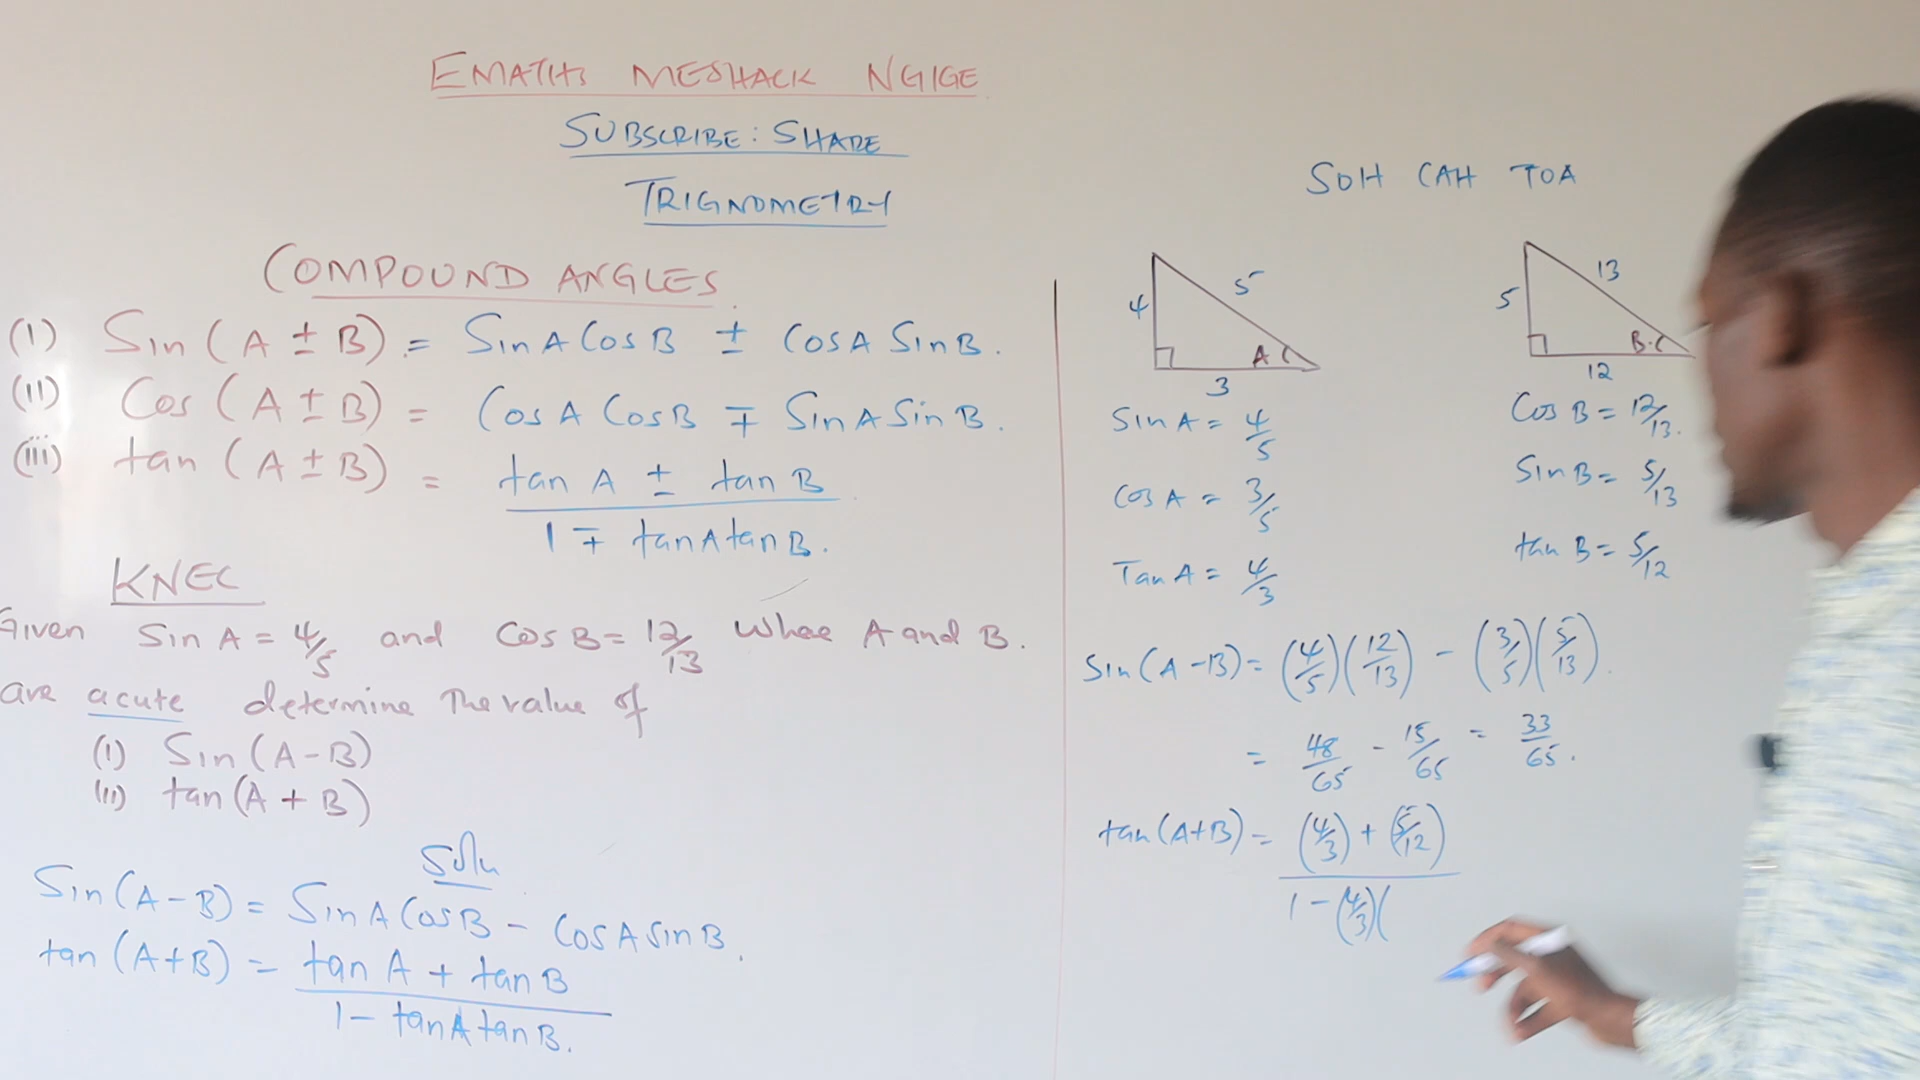 EMATHS MESHACK NGIGE
SUBSCRIBE: SHARE
TRIGNOMETRY
COMPOUND ANGLES.
(i) Sin (A ± B) = Sin A Cos B ± Cos A Sin B.
(ii) Cos (A ± B) = Cos A Cos B ∓ Sin A Sin B.
(iii) tan (A ± B) = tan A ± tan B
1 ∓ tan A tan B.
KNEC
Given Sin A = 4/5 and Cos B = 12/13 Whee A and B.
are acute determine The value of
(i) Sin (A - B)
(ii) tan (A + B)
Soln
Sin (A - B) = Sin A Cos B - Cos A Sin B.
tan (A + B) = tan A + tan B
1 - tan A tan B.
SOH CAH TOA
4 5 A 3
5 13 B 12
Sin A = 4/5
Cos A = 3/5
Tan A = 4/3
Cos B = 12/13.
Sin B = 5/13
tan B = 5/12
Sin (A - B) = (4/5)(12/13) - (3/5)(5/13).
= 48/65 - 15/65 = 33/65.
tan (A+B) = (4/3) + (5/12)
1 - (4/3)(